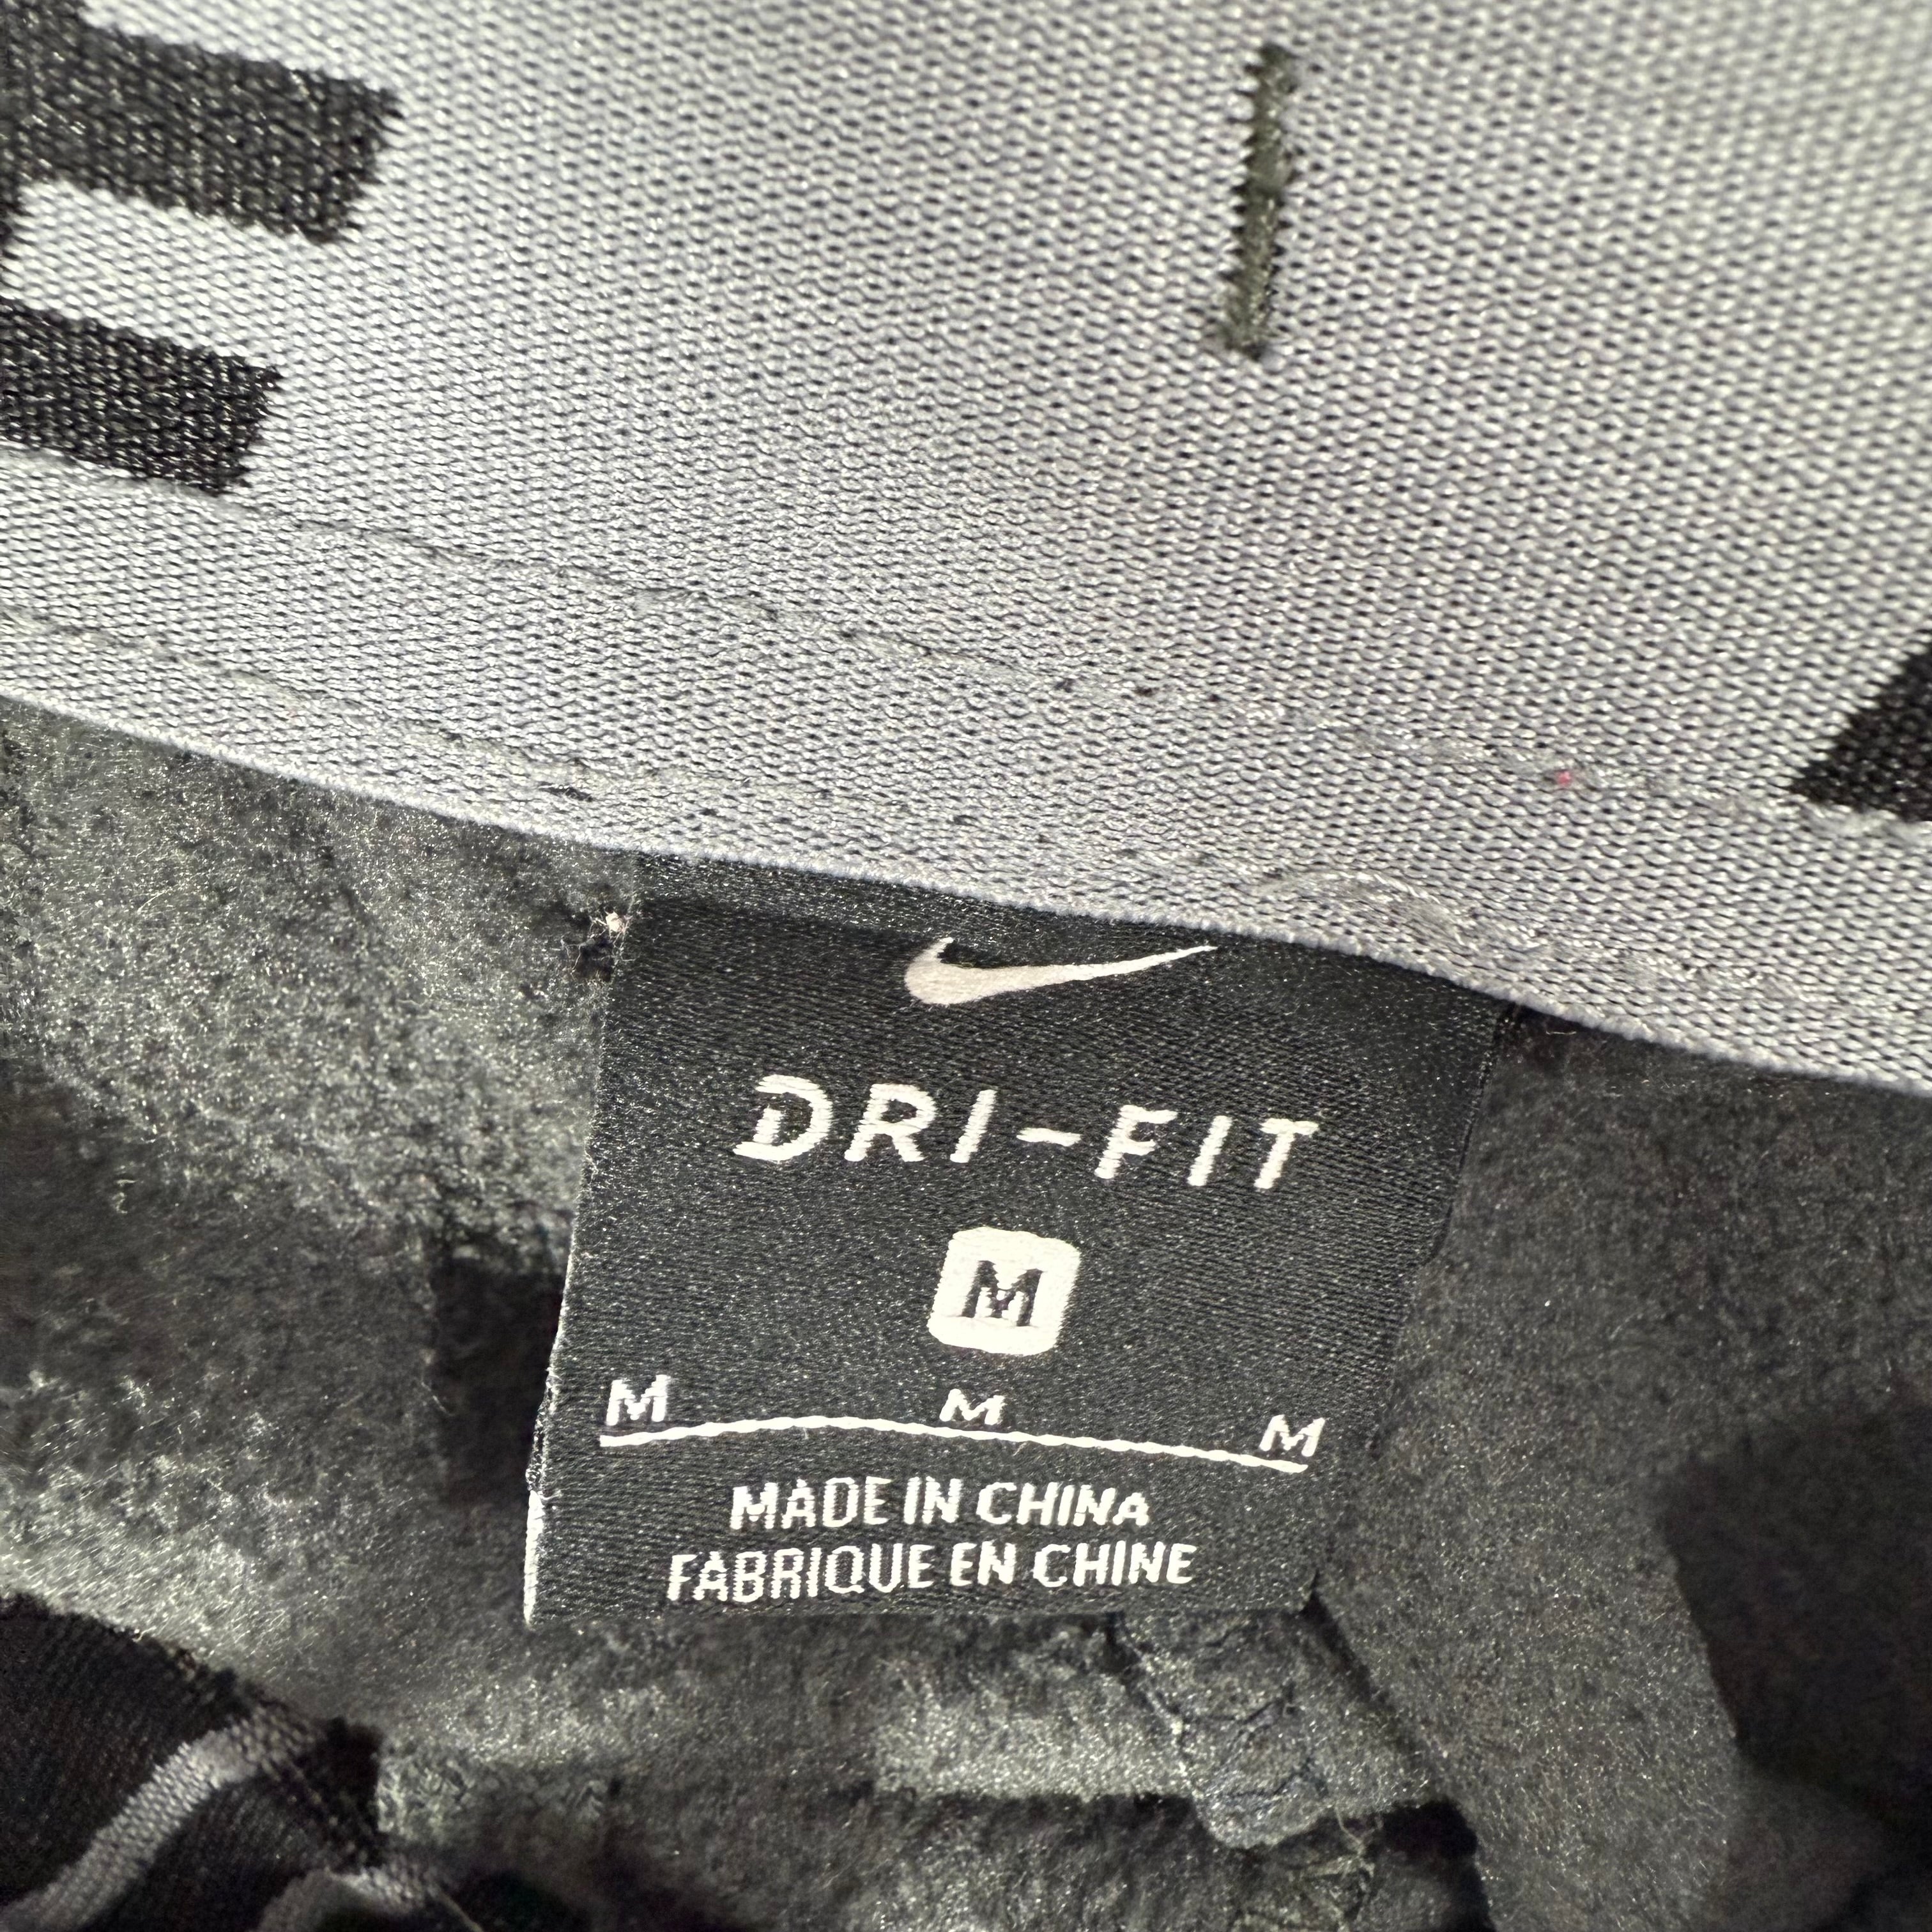 DRI-FIT
M
M M M
MADE IN CHINA
FABRIQUE EN CHINE